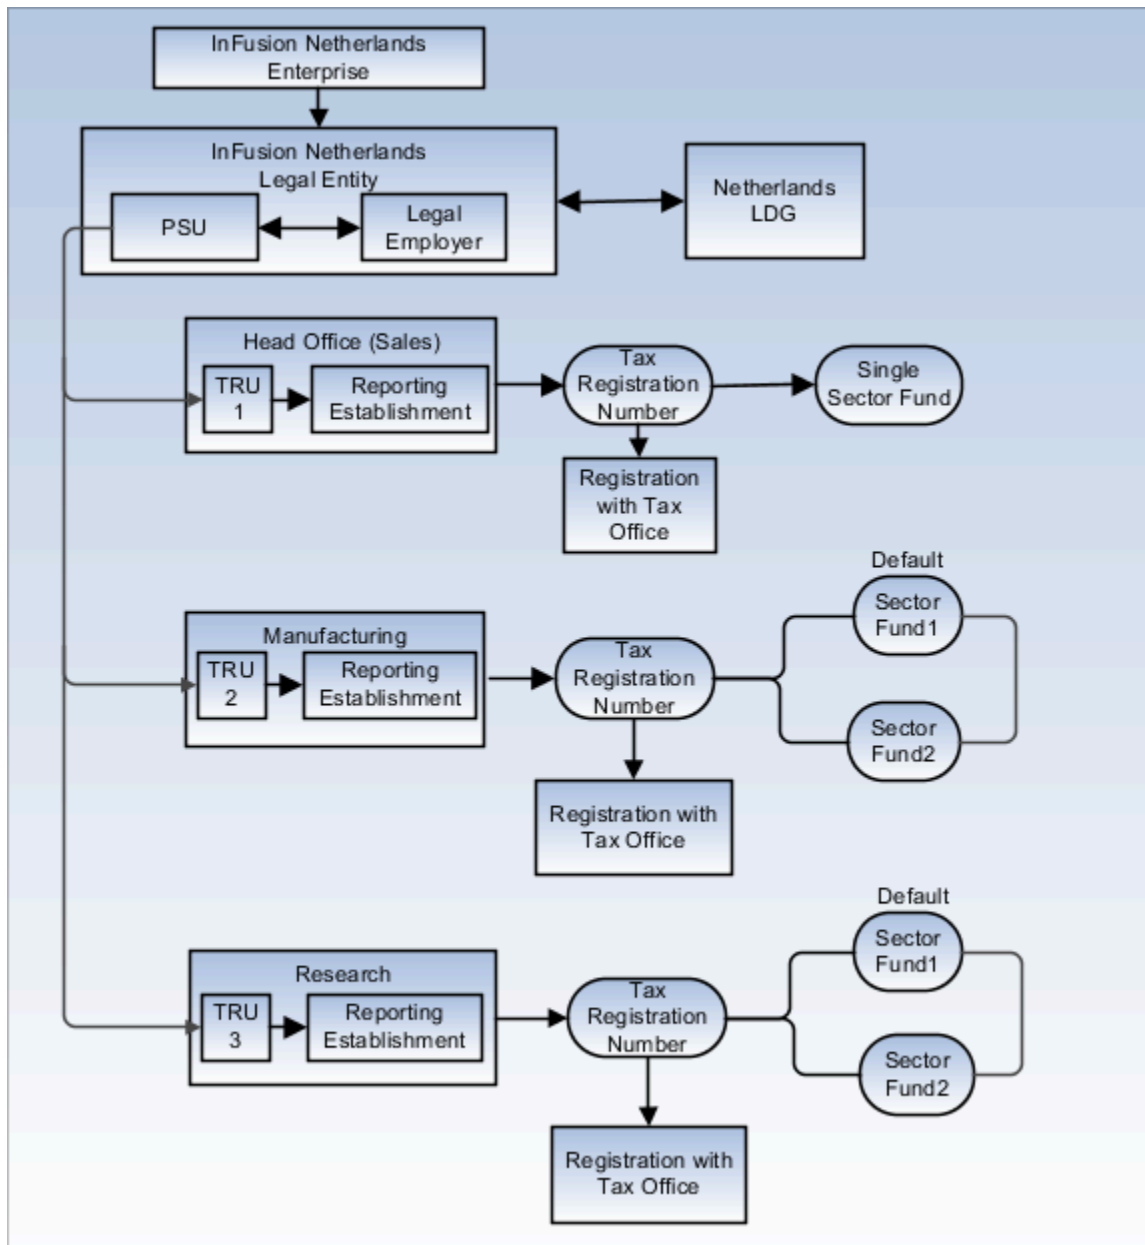 InFusion Netherlands
Enterprise
InFusion Netherlands
Legal Entity
PSU
Legal
Employer
Netherlands
LDG
Head Office (Sales)
TRU
1
Reporting
Establishment
Tax
Registration
Number
Single
Sector Fund
Registration
with Tax
Office
Manufacturing
TRU
2
Reporting
Establishment
Tax
Registration
Number
Default
Sector
Fund1
Sector
Fund2
Registration with
Tax Office
Research
TRU
3
Reporting
Establishment
Tax
Registration
Number
Default
Sector
Fund1
Sector
Fund2
Registration with
Tax Office